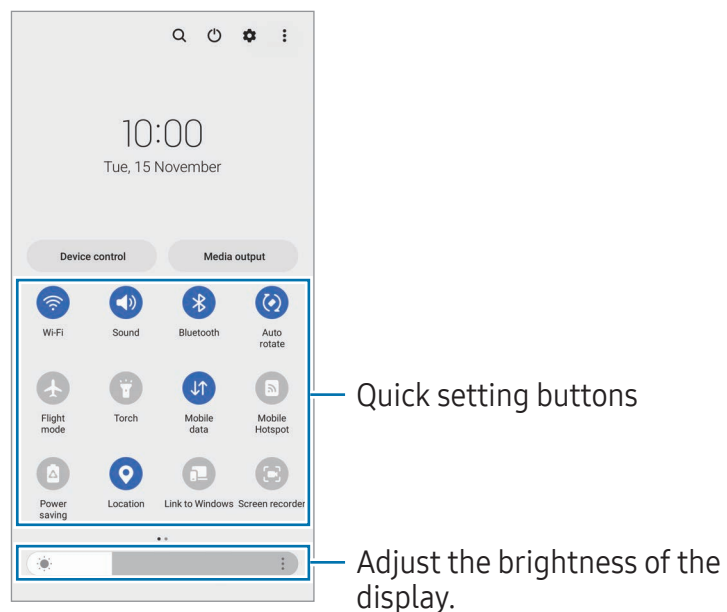 10:00
Tue, 15 November
Device control Media output
Wi-Fi Sound Bluetooth Auto rotate
Quick setting buttons
Flight mode Torch Mobile data Mobile Hotspot
Power saving Location Link to Windows Screen recorder
Adjust the brightness of the
display.